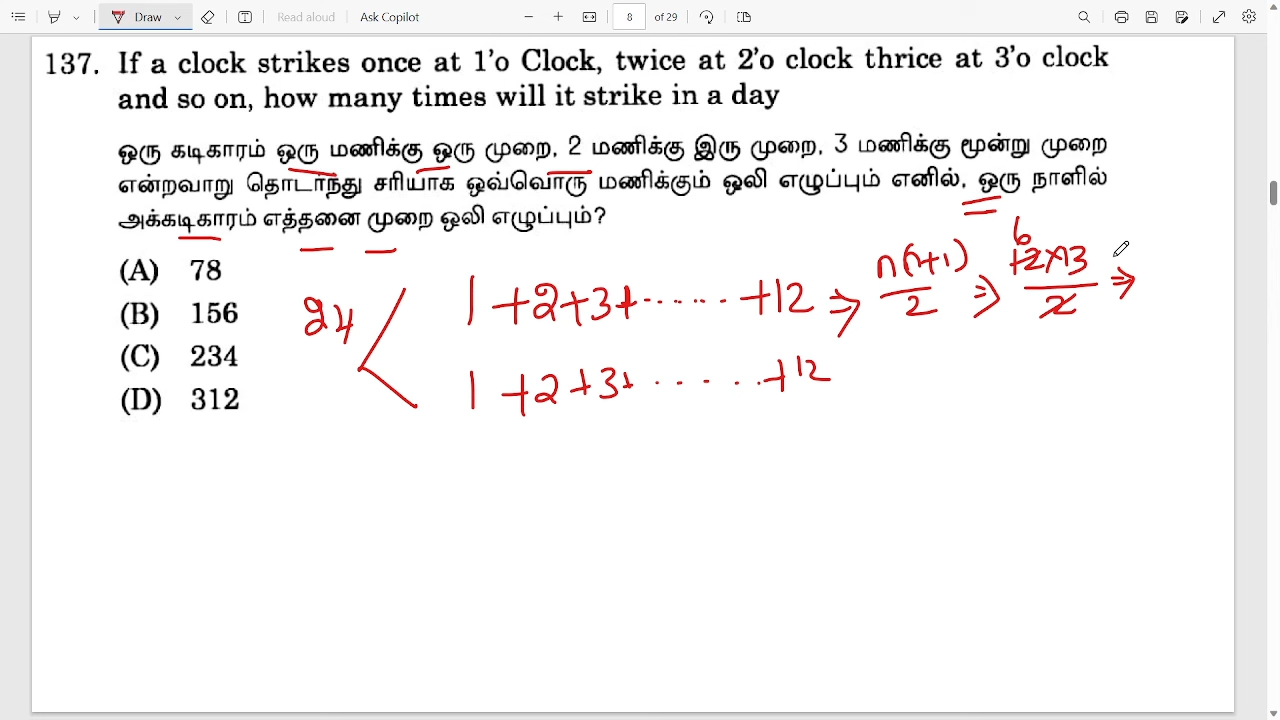 Draw
Read aloud
Ask Copilot
8
of 29
137. If a clock strikes once at 1'o Clock, twice at 2'o clock thrice at 3'o clock
and so on, how many times will it strike in a day
ஒரு கடிகாரம் ஒரு மணிக்கு ஒரு முறை, 2 மணிக்கு இரு முறை, 3 மணிக்கு மூன்று முறை
என்றவாறு தொடர்ந்து சரியாக ஒவ்வொரு மணிக்கும் ஒலி எழுப்பும் எனில், ஒரு நாளில்
அக்கடிகாரம் எத்தனை முறை ஒலி எழுப்பும்?
(A) 78
(B) 156
(C) 234
(D) 312
24
1 + 2 + 3 + ...... + 12 ⇒ n(n+1)/2 ⇒ 12×13/2 ⇒
6
1 + 2 + 3 + ...... + 12